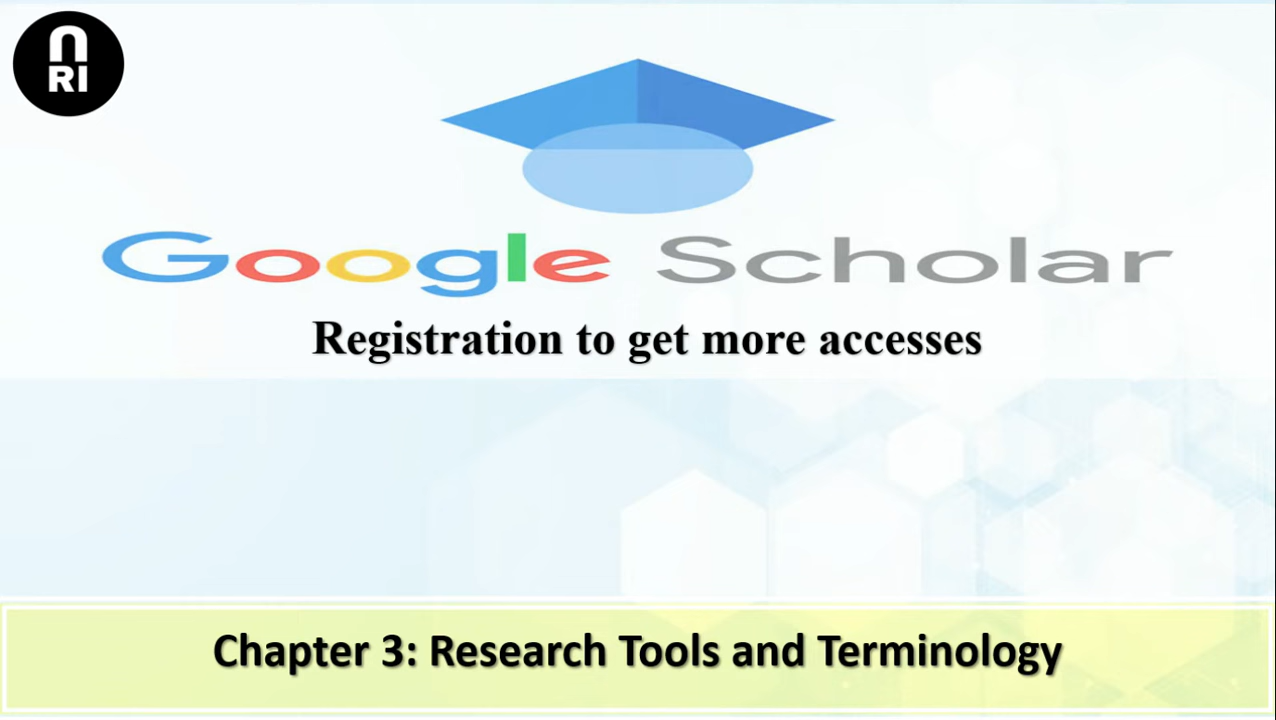 n
RI
Google Scholar
Registration to get more accesses
Chapter 3: Research Tools and Terminology